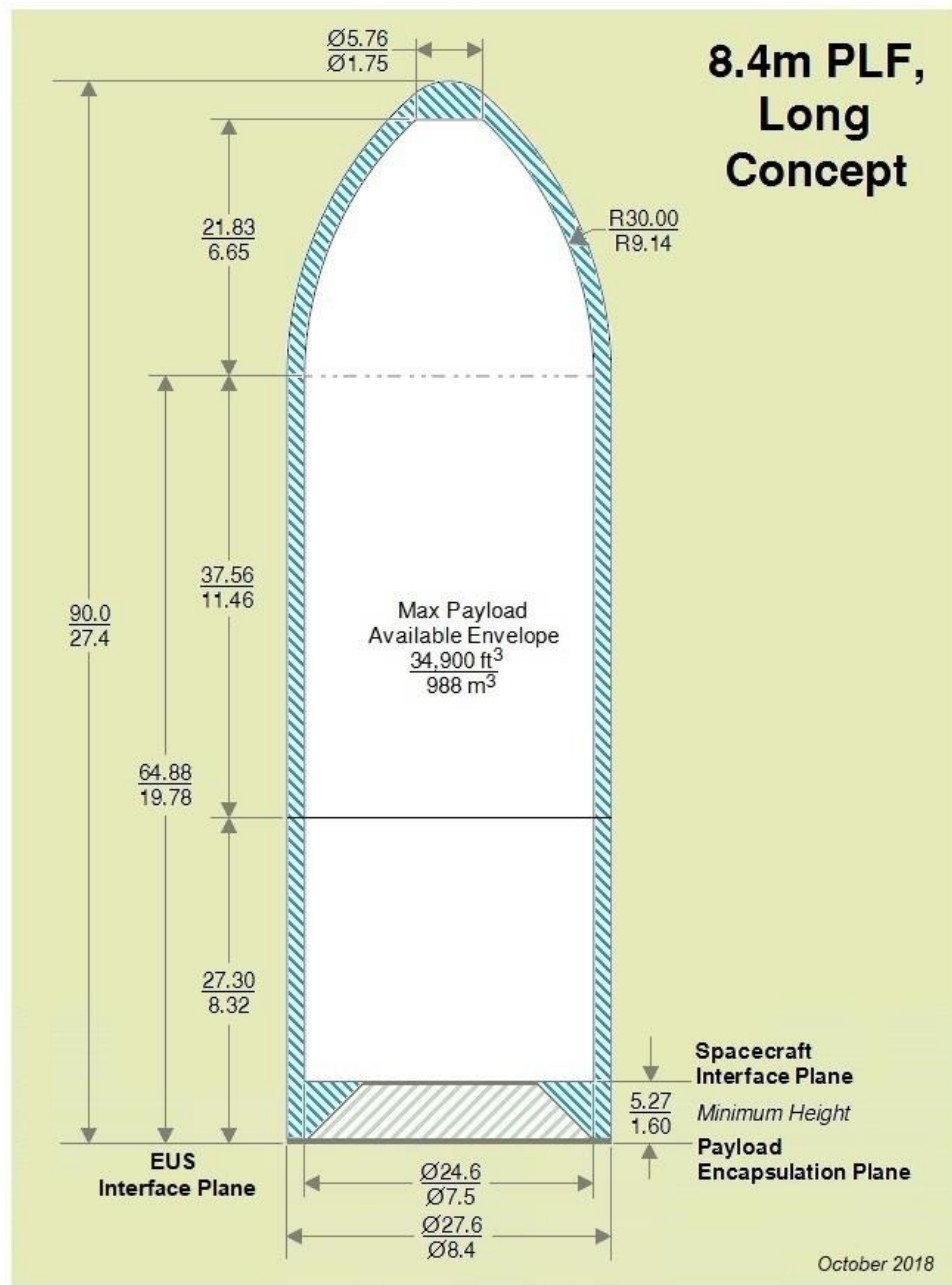 8.4m PLF,
Long
Concept
Ø5.76
Ø1.75
R30.00
R9.14
21.83
6.65
37.56
11.46
90.0
27.4
Max Payload
Available Envelope
34,900 ft³
988 m³
64.88
19.78
27.30
8.32
Spacecraft
Interface Plane
5.27
1.60
Minimum Height
Payload
Encapsulation Plane
EUS
Interface Plane
Ø24.6
Ø7.5
Ø27.6
Ø8.4
October 2018